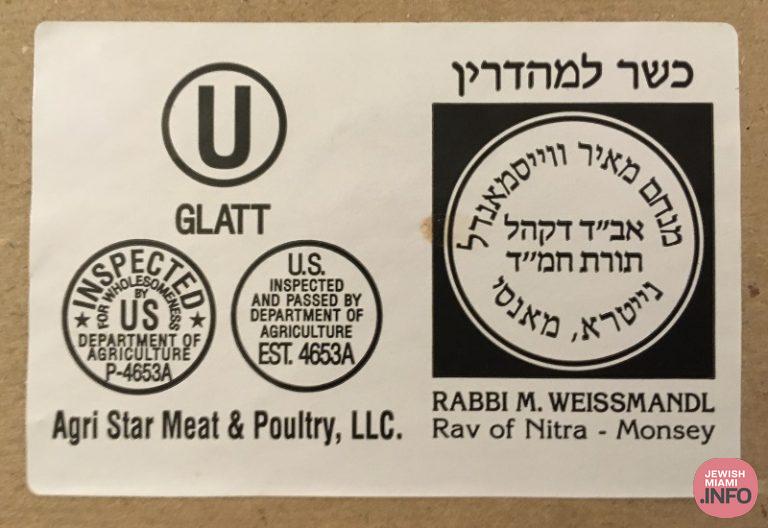 U
GLATT
INSPECTED
FOR WHOLESOMENESS
BY
US
DEPARTMENT OF
AGRICULTURE
P-4653A
U.S.
INSPECTED
AND PASSED BY
DEPARTMENT OF
AGRICULTURE
EST. 4653A
Agri Star Meat & Poultry, LLC.
כשר למהדרין
מנחם מאיר ווייסמאנדל
אב״ד דקהל
תורת חמ״ד
נייטרא, מאנסי
RABBI M. WEISSMANDL
Rav of Nitra - Monsey
JEWISH
MIAMI
.INFO